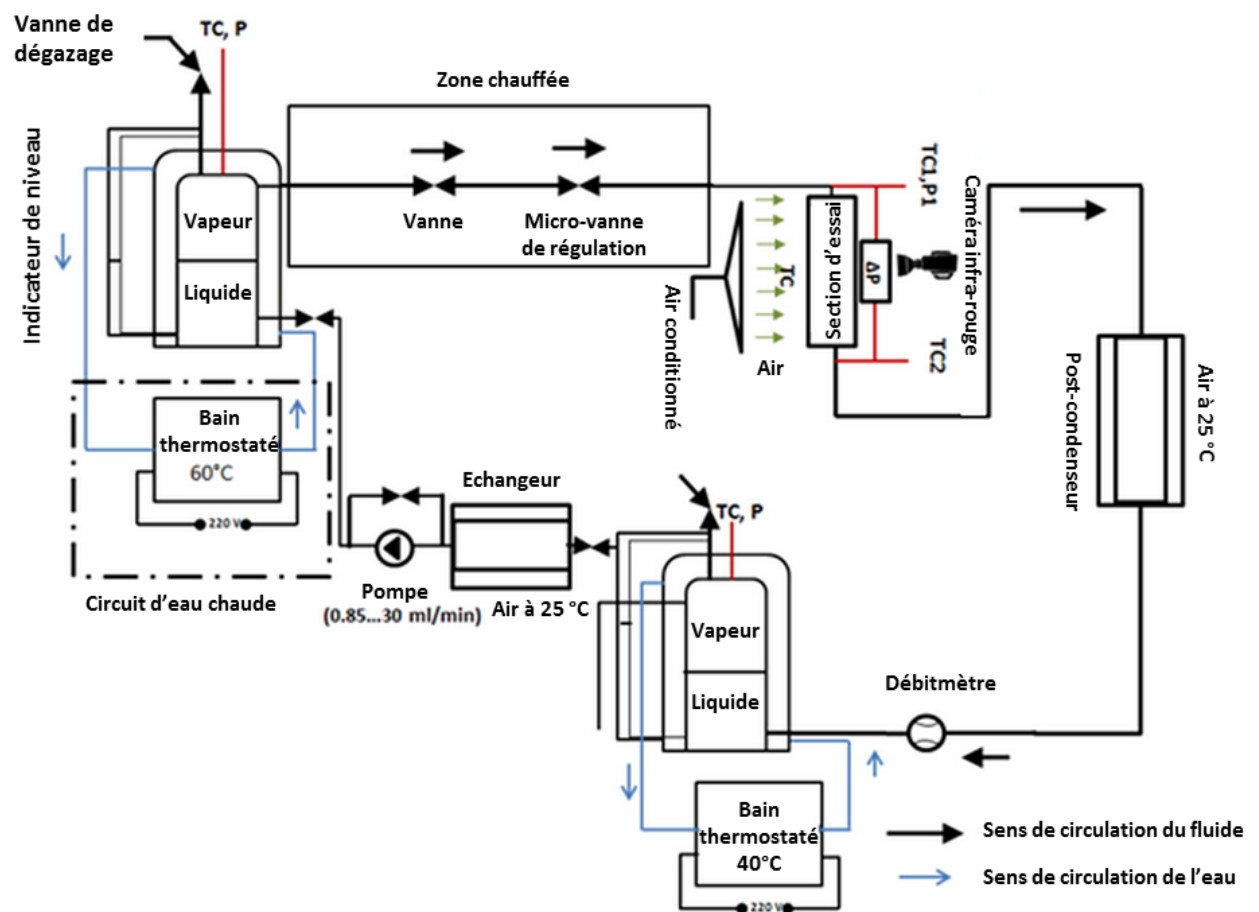 Vanne de
dégazage
TC, P
Zone chauffée
Indicateur de niveau
Vapeur
Liquide
Vanne
Micro-vanne
de régulation
Air conditionné
TC
Air
Section d'essai
ΔP
TC1,P1
TC2
Caméra infra-rouge
Post-condenseur
Air à 25 °C
Bain
thermostaté
60°C
220 V
Circuit d'eau chaude
Pompe
(0.85...30 ml/min)
Echangeur
Air à 25 °C
TC, P
Vapeur
Liquide
Débitmètre
Bain
thermostaté
40°C
220 V
Sens de circulation du fluide
Sens de circulation de l'eau